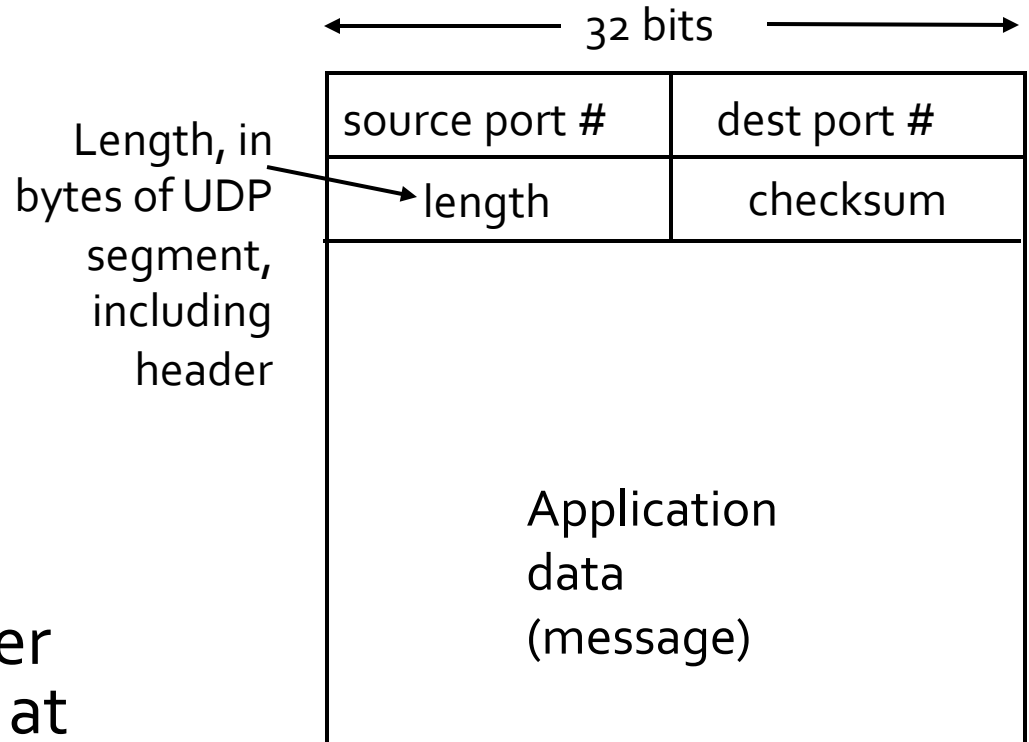 32 bits
source port # dest port #
length checksum
Length, in
bytes of UDP
segment,
including
header
Application
data
(message)
er
at